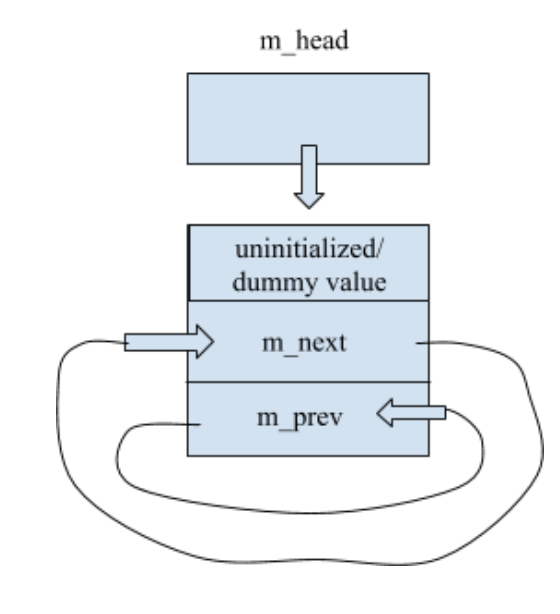 m_head
uninitialized/
dummy value
m_next
m_prev